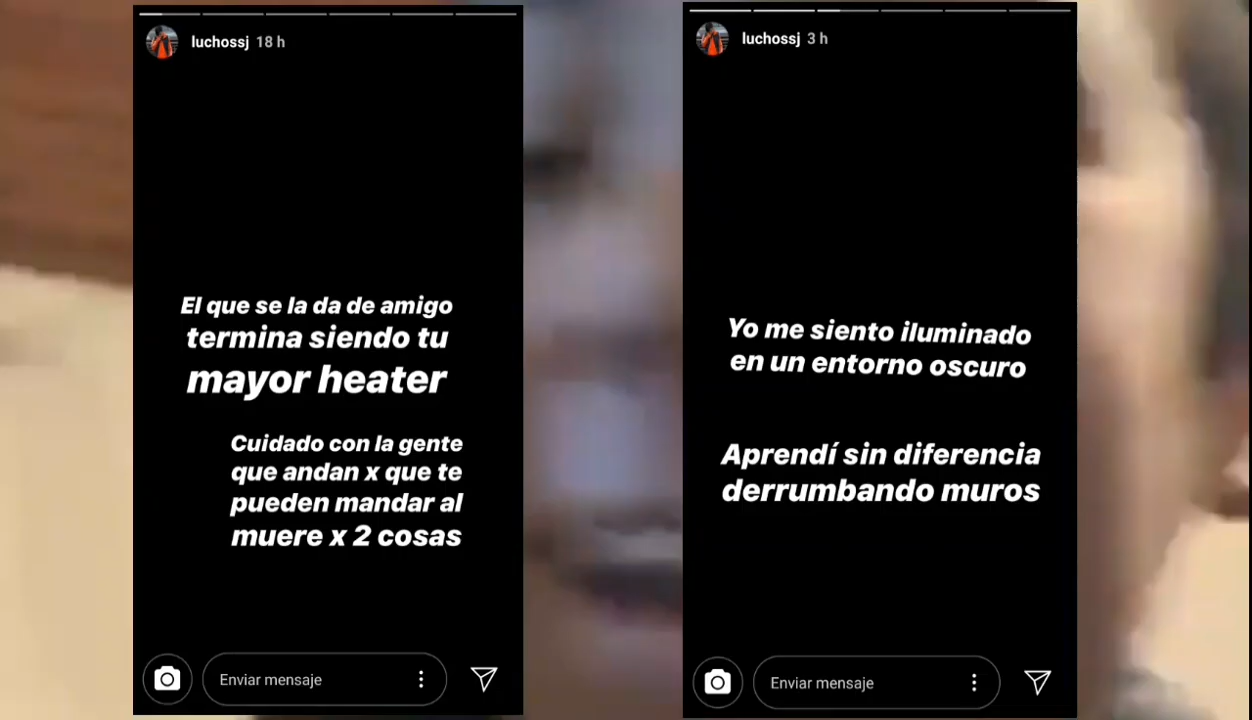 luchossj 18 h
El que se la da de amigo
termina siendo tu
mayor heater
Cuidado con la gente
que andan x que te
pueden mandar al
muere x 2 cosas
Enviar mensaje
luchossj 3 h
Yo me siento iluminado
en un entorno oscuro
Aprendí sin diferencia
derrumbando muros
Enviar mensaje